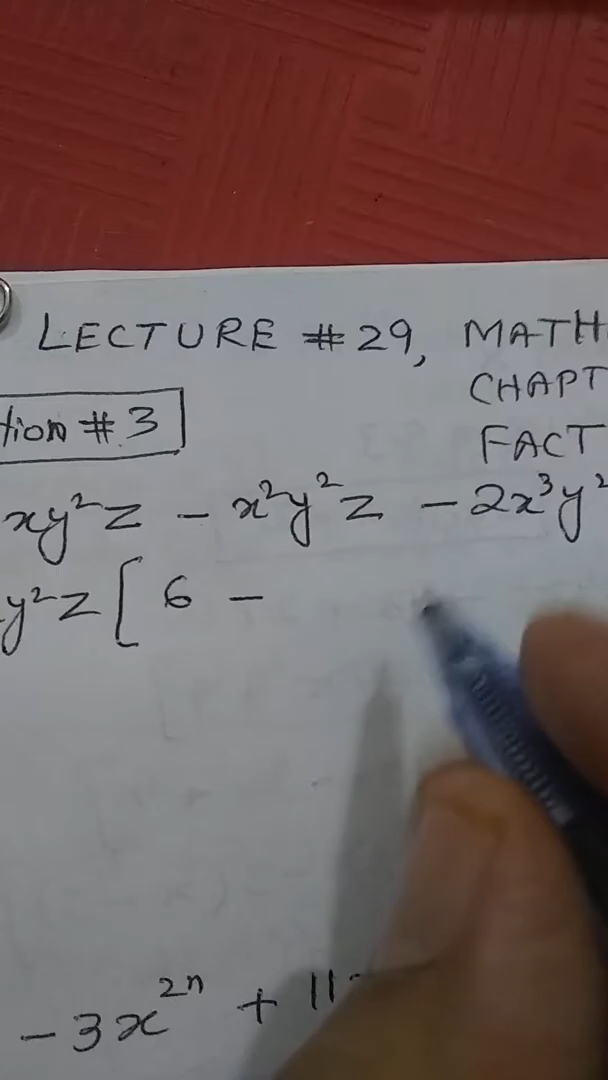 LECTURE #29, MATH
CHAPT
tion #3
FACT
xy²z - x²y²z - 2x³y²
y²z [ 6 -
- 3x²ⁿ + 11